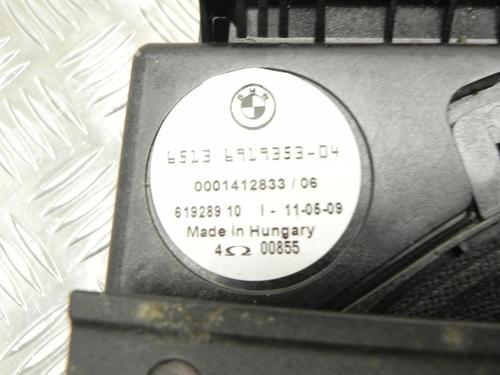 BMW
6513 6919353-04
0001412833 / 06
619289 10 I - 11-05-09
Made in Hungary
4Ω 00855